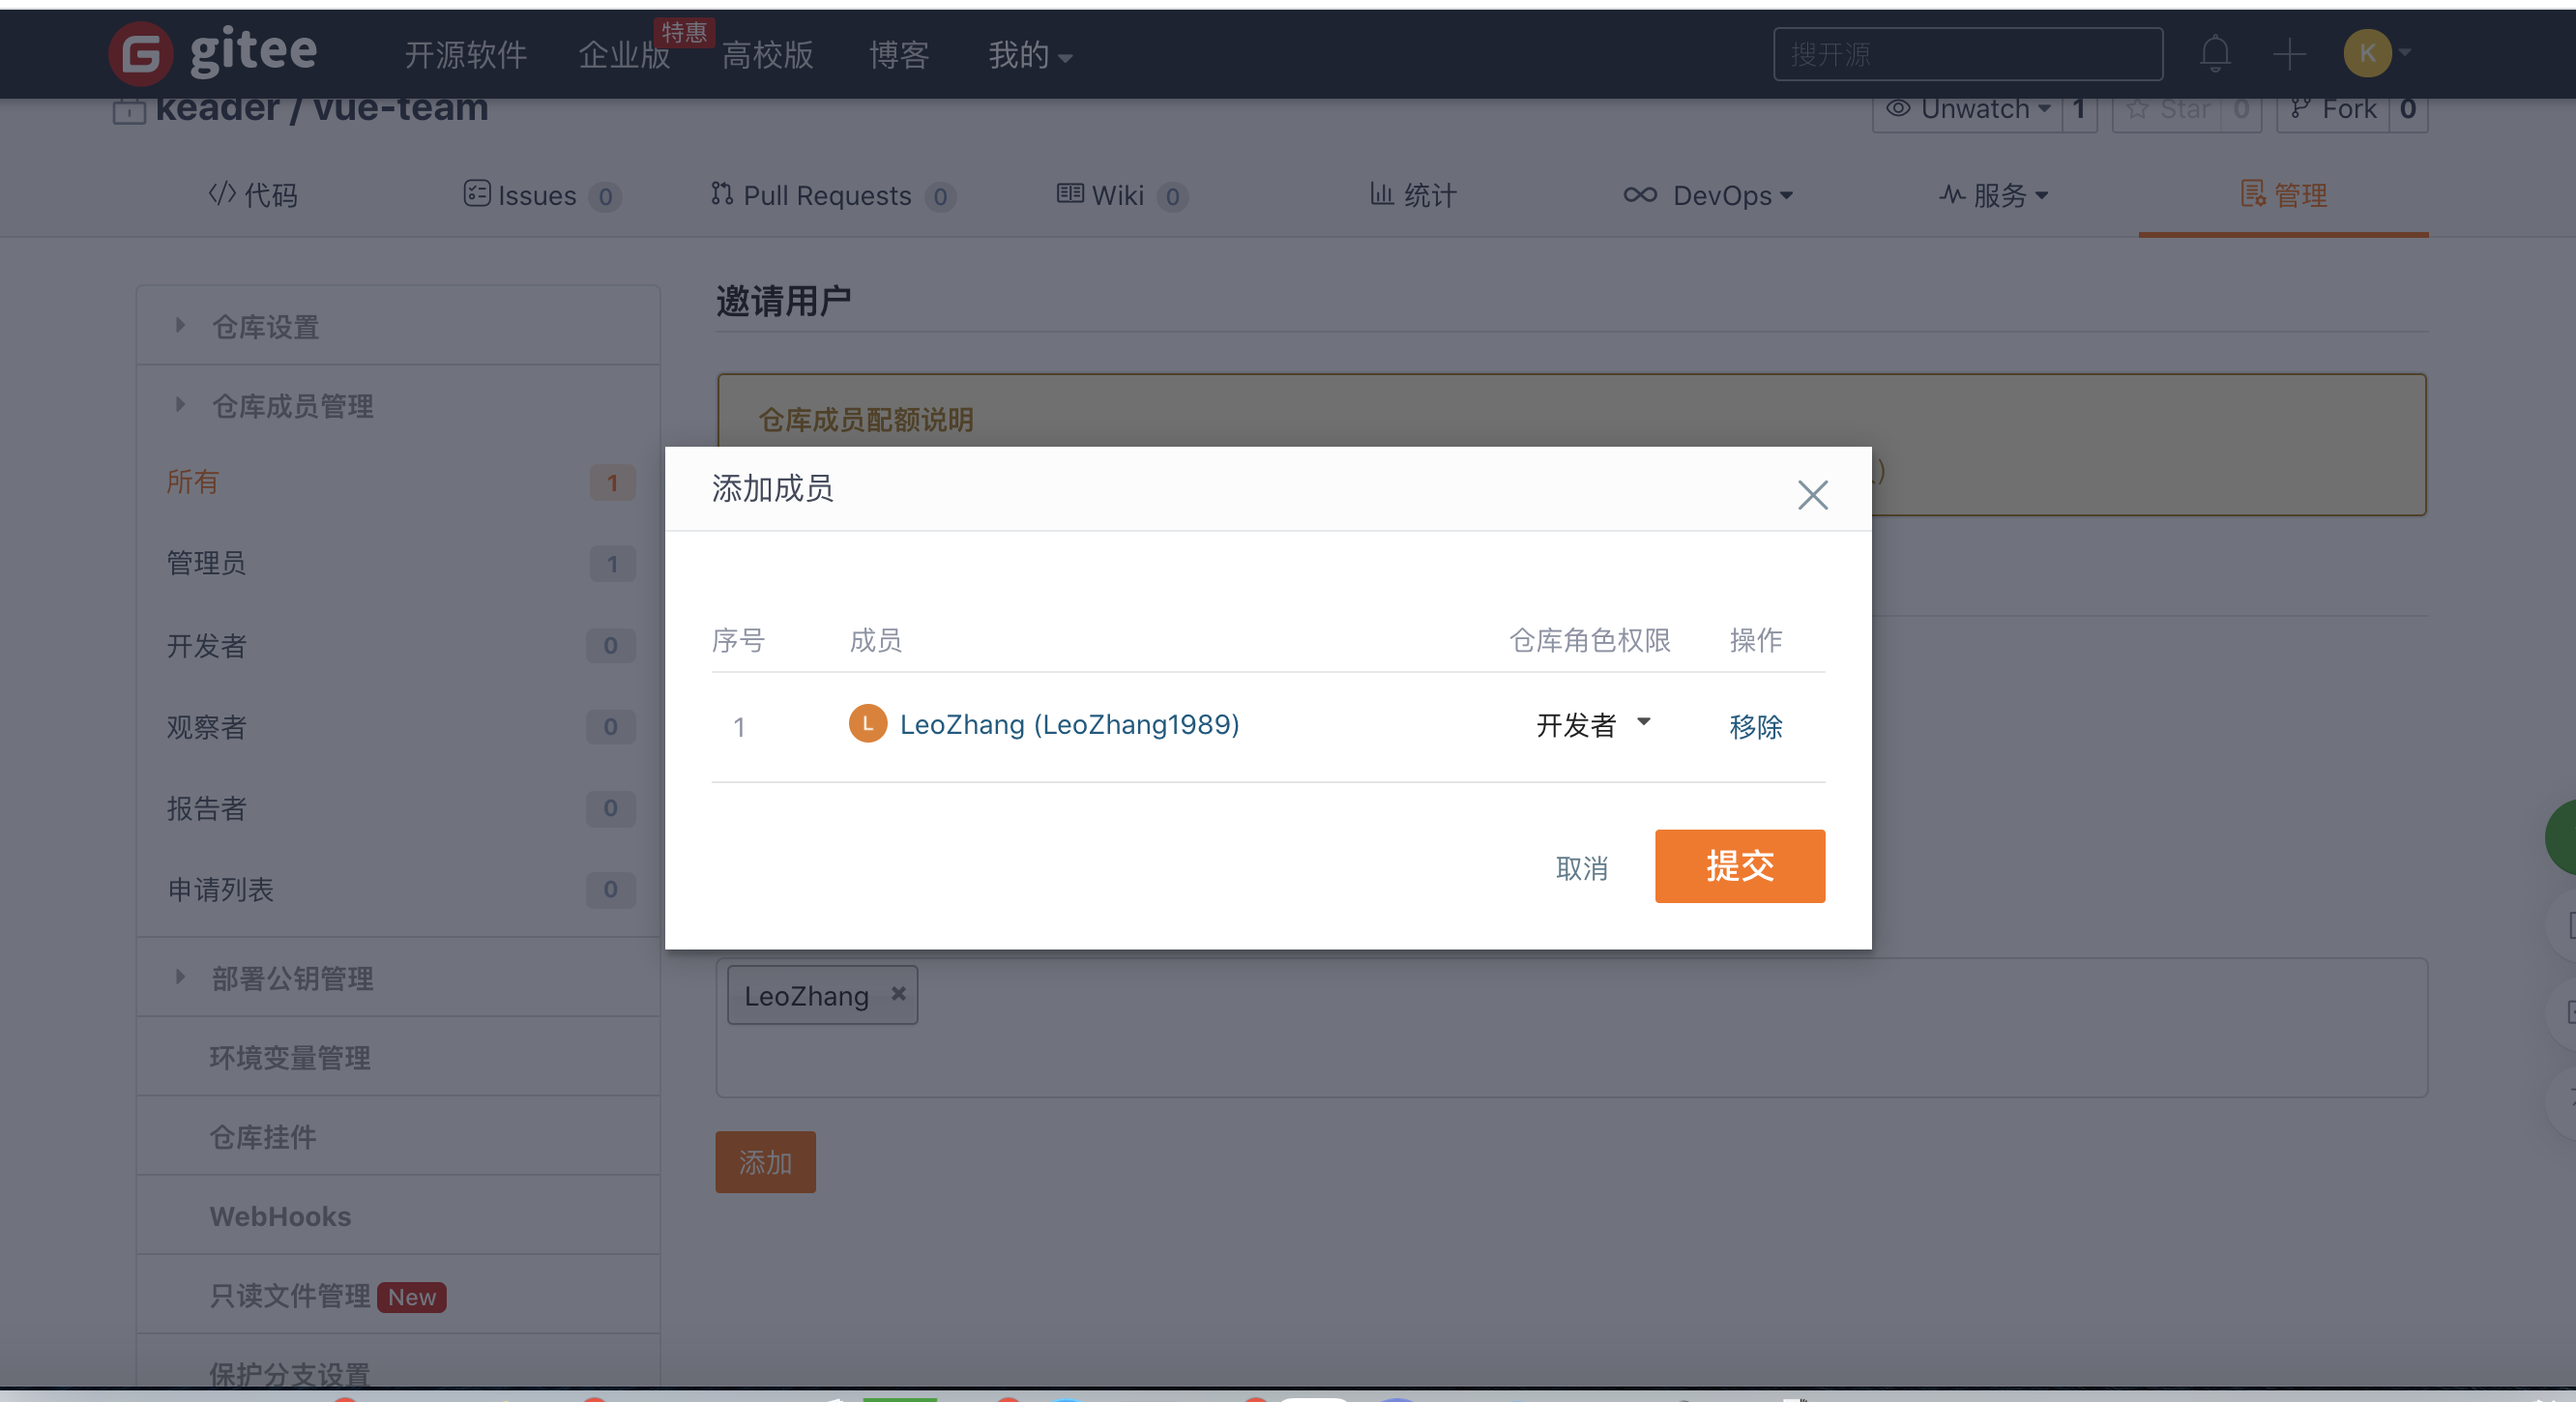 gitee
开源软件
企业版
特惠
高校版
博客
我的
搜开源
K
keader / vue-team
Unwatch
1
Star
0
Fork
0
代码
Issues 0
Pull Requests 0
Wiki 0
统计
DevOps
服务
管理
仓库设置
仓库成员管理
所有 1
管理员 1
开发者 0
观察者 0
报告者 0
申请列表 0
部署公钥管理
环境变量管理
仓库挂件
WebHooks
只读文件管理 New
保护分支设置
邀请用户
仓库成员配额说明
)
添加成员
序号 成员 仓库角色权限 操作
1 L LeoZhang (LeoZhang1989) 开发者 移除
取消 提交
LeoZhang
添加